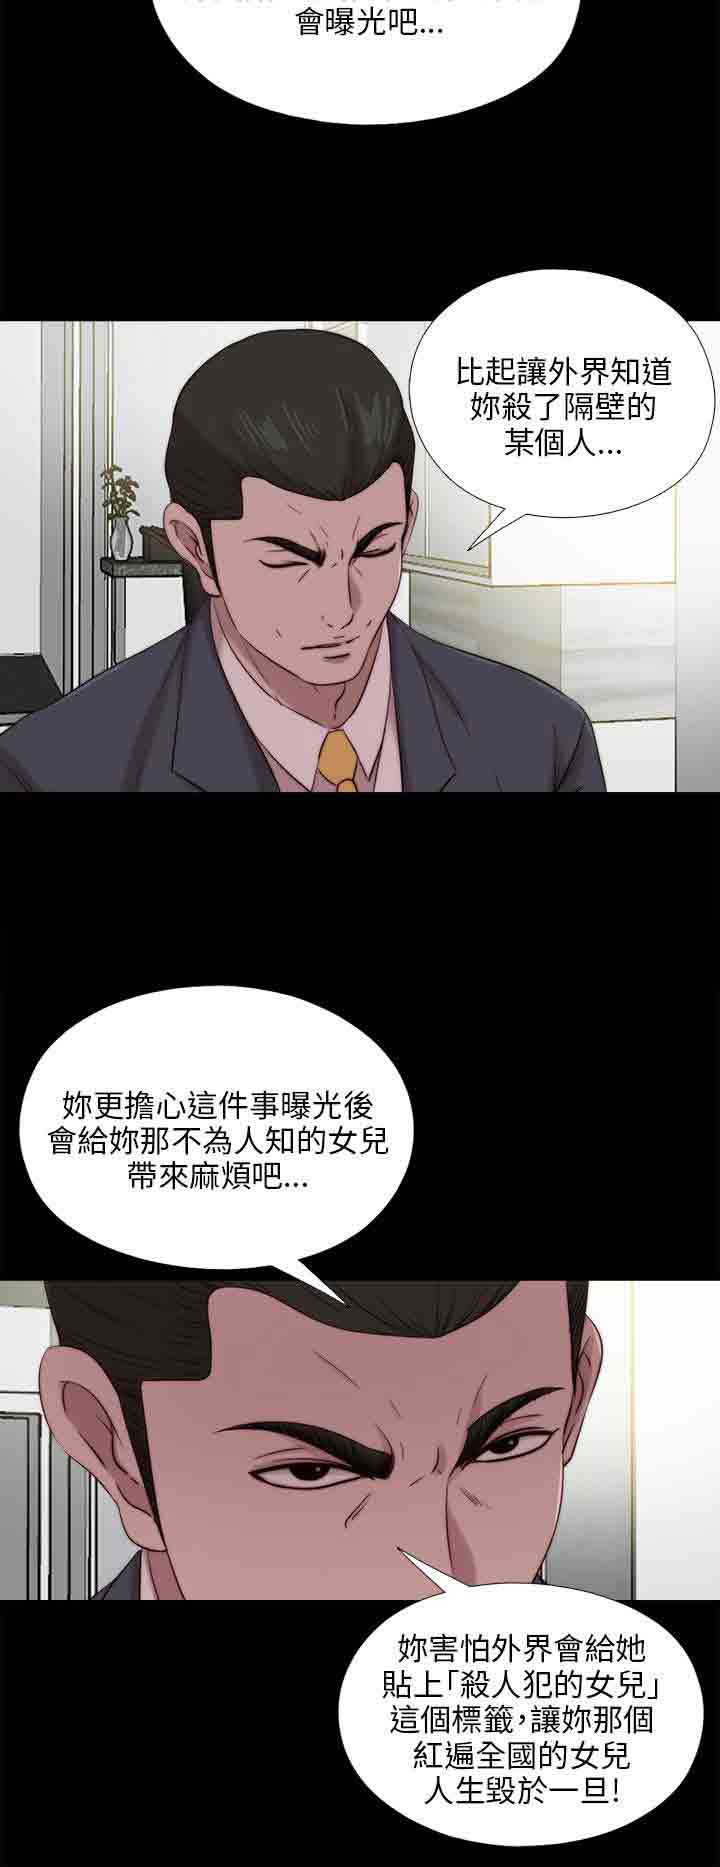 會曝光吧...
比起讓外界知道
妳殺了隔壁的
某個人...
妳更擔心這件事曝光後
會給妳那不為人知的女兒
帶來麻煩吧...
妳害怕外界會給她
貼上「殺人犯的女兒」
這個標籤,讓妳那個
紅遍全國的女兒
人生毀於一旦!